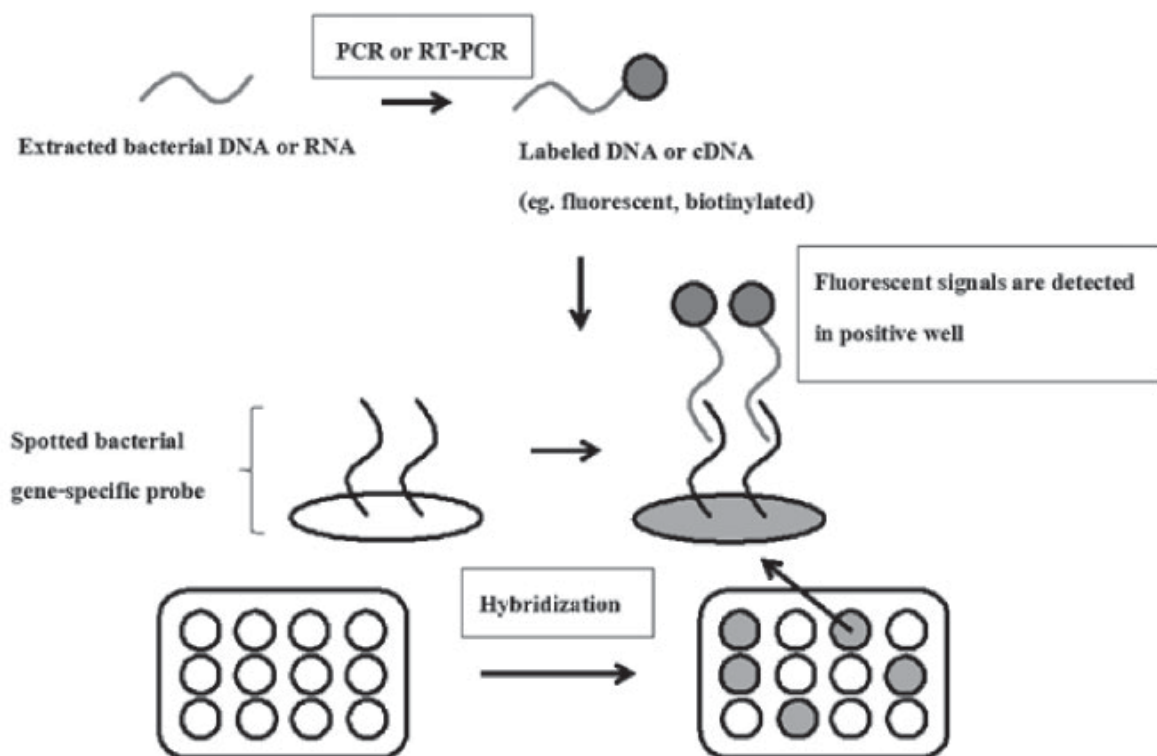 PCR or RT-PCR
Extracted bacterial DNA or RNA
Labeled DNA or cDNA
(eg. fluorescent, biotinylated)
Fluorescent signals are detected
in positive well
Spotted bacterial
gene-specific probe
Hybridization